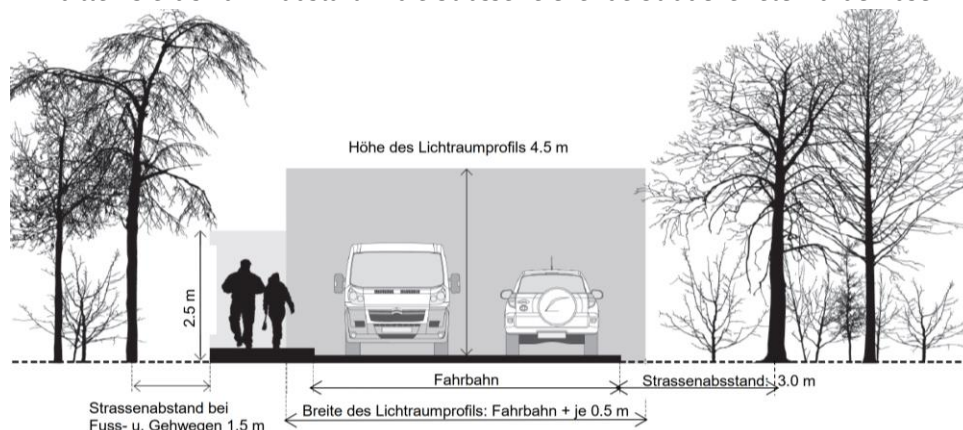 Höhe des Lichtraumprofils 4.5 m
2.5 m
Fahrbahn
Strassenabsstand: 3.0 m
Strassenabstand bei
Fuss- u. Gehwegen 1.5 m
Breite des Lichtraumprofils: Fahrbahn + je 0.5 m